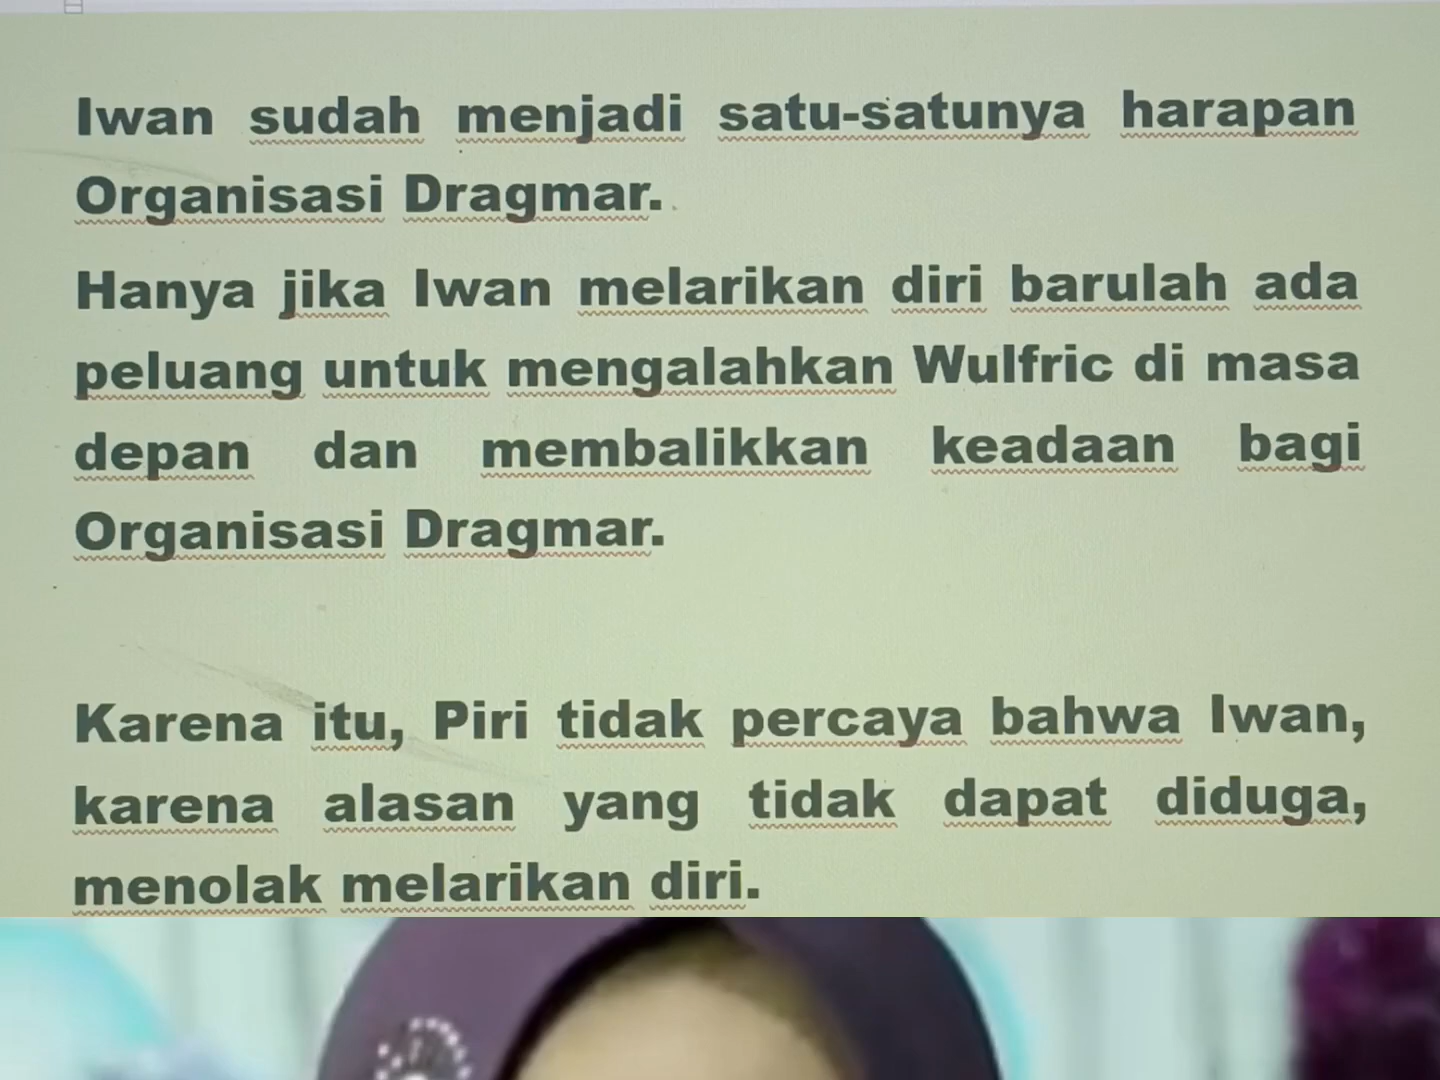 Iwan sudah menjadi satu-satunya harapan
Organisasi Dragmar.
Hanya jika Iwan melarikan diri barulah ada
peluang untuk mengalahkan Wulfric di masa
depan dan membalikkan keadaan bagi
Organisasi Dragmar.
Karena itu, Piri tidak percaya bahwa Iwan,
karena alasan yang tidak dapat diduga,
menolak melarikan diri.